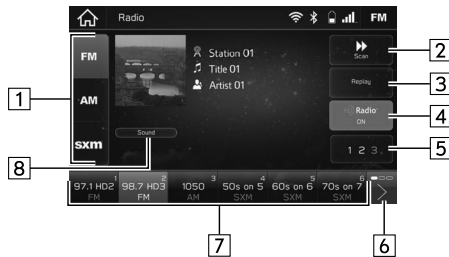 Radio
FM
FM
AM
sxm
Station 01
Title 01
Artist 01
Sound
Scan
Replay
HD Radio
ON
1 2 3.
1
2
3
4
5
6
7
8
1 2 3 4 5 6
97.1 HD2 98.7 HD3 1050 50s on 5 60s on 6 70s on 7
FM FM AM SXM SXM SXM